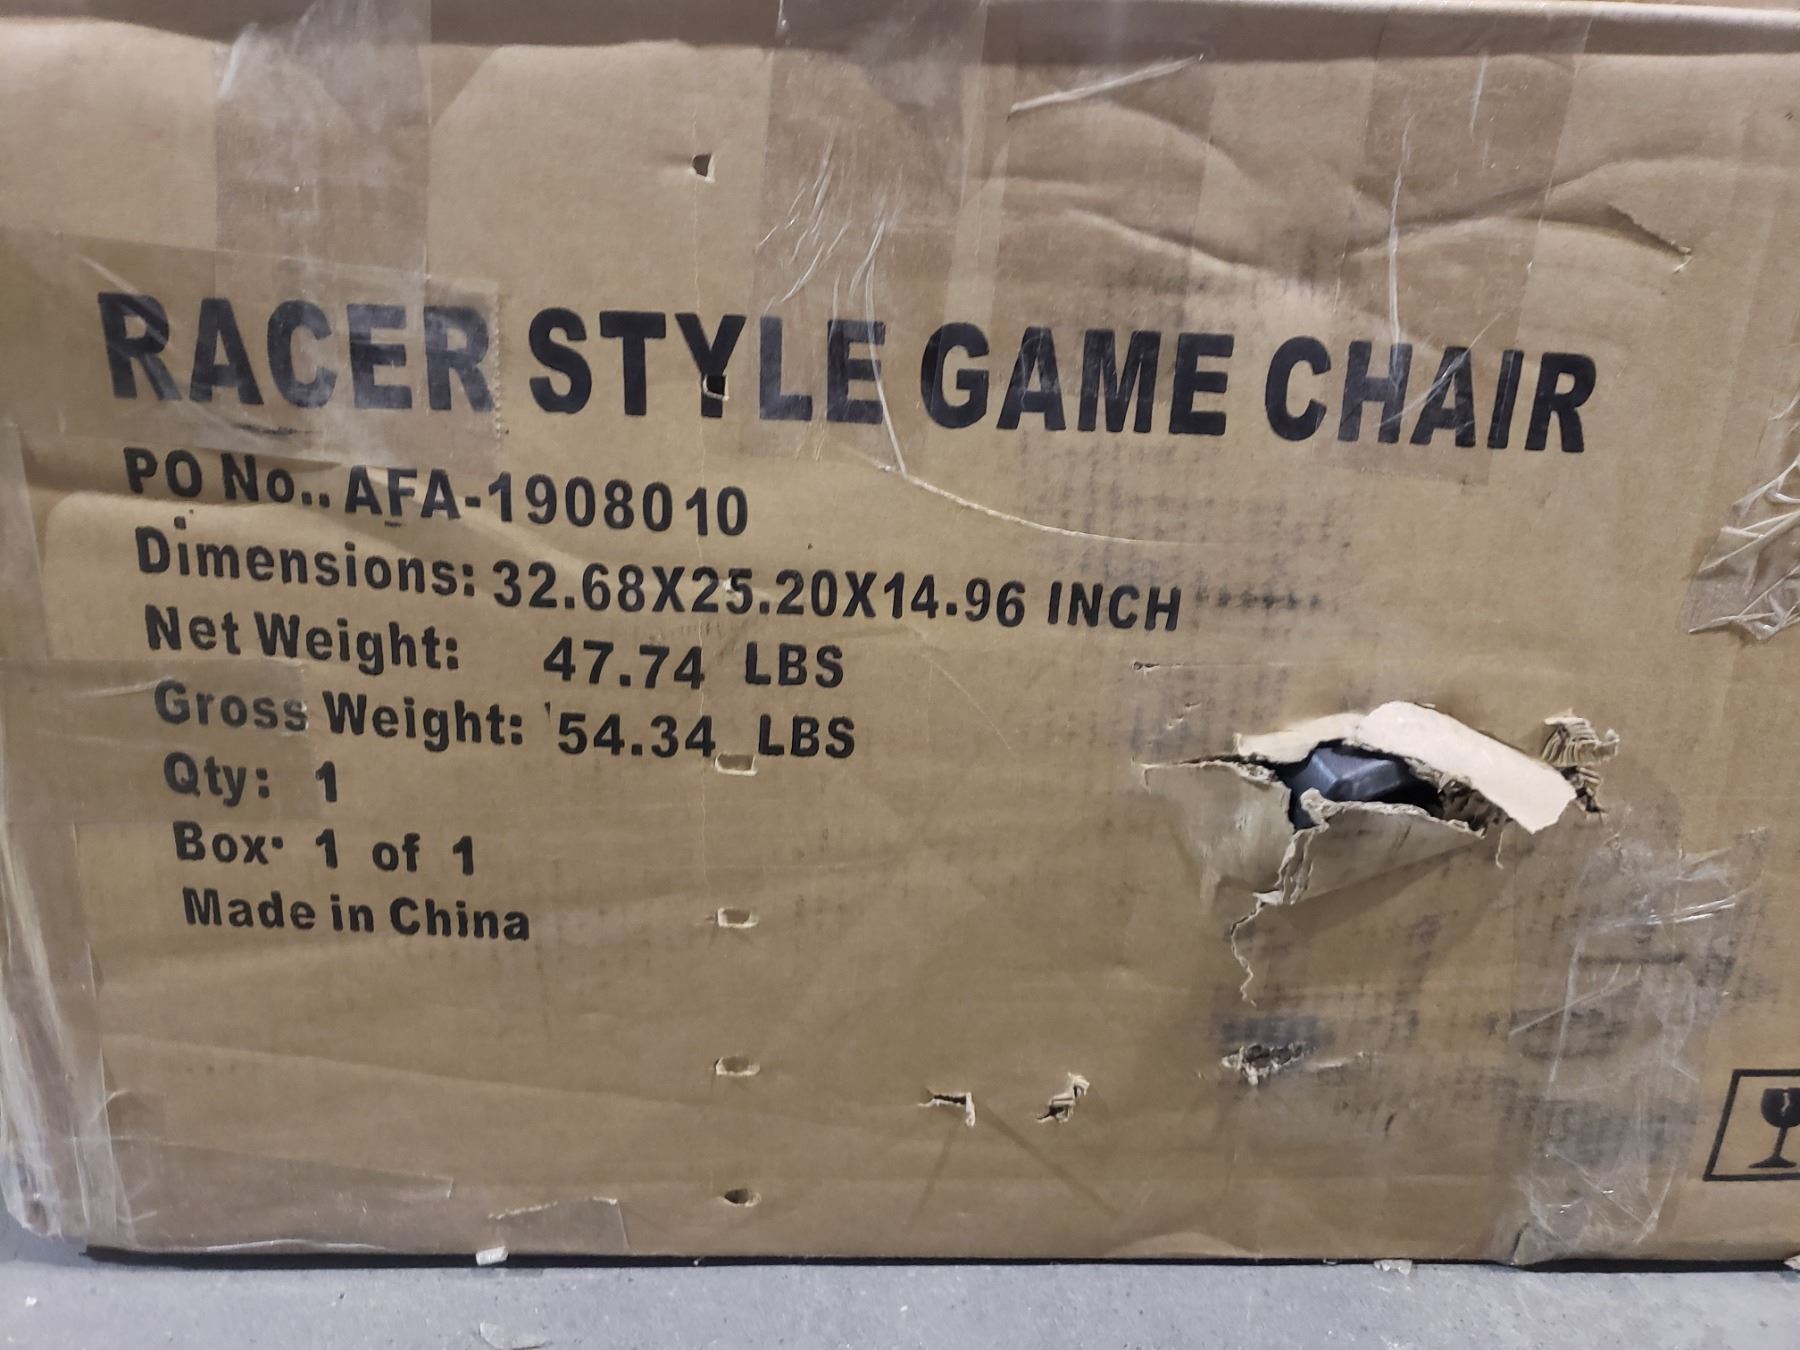 RACER STYLE GAME CHAIR
PO No.. AFA-1908010
Dimensions: 32.68X25.20X14.96 INCH
Net Weight: 47.74 LBS
Gross Weight: 54.34 LBS
Qty: 1
Box: 1 of 1
Made in China